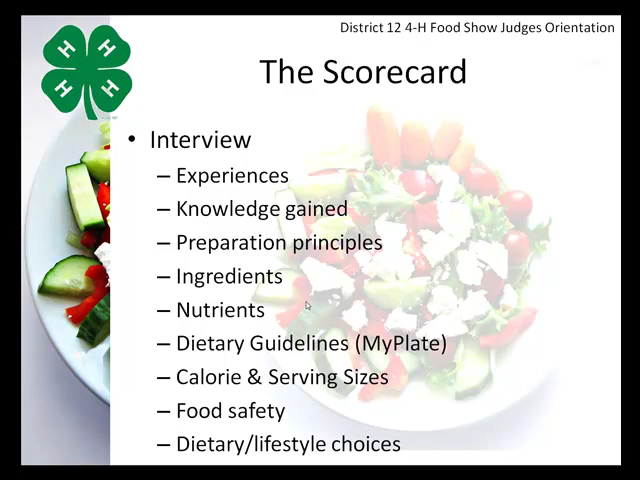 District 12 4-H Food Show Judges Orientation
H H
H H
The Scorecard
• Interview
– Experiences
– Knowledge gained
– Preparation principles
– Ingredients
– Nutrients
– Dietary Guidelines (MyPlate)
– Calorie & Serving Sizes
– Food safety
– Dietary/lifestyle choices